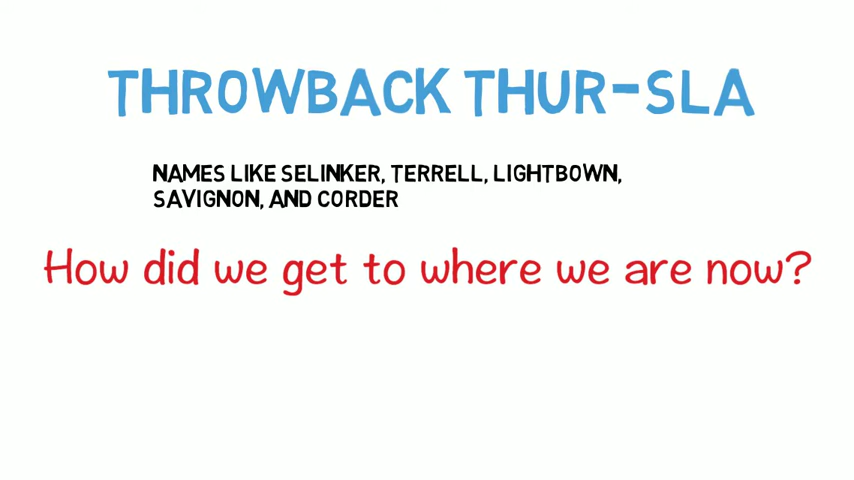 THROWBACK THUR-SLA
NAMES LIKE SELINKER, TERRELL, LIGHTBOWN,
SAVIGNON, AND CORDER
How did we get to where we are now?